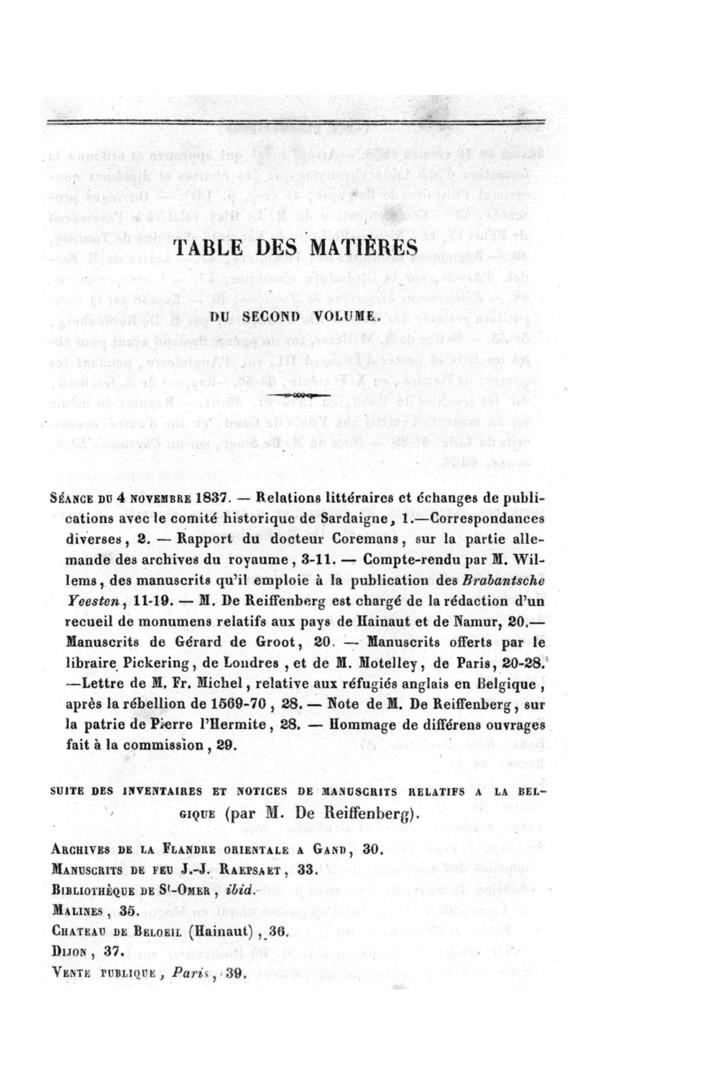 TABLE DES MATIÈRES
DU SECOND VOLUME.
SÉANCE DU 4 NOVEMBRE 1837. — Relations littéraires et échanges de publi-
cations avec le comité historique de Sardaigne, 1.—Correspondances
diverses, 2. — Rapport du docteur Coremans, sur la partie alle-
mande des archives du royaume, 3-11. — Compte-rendu par M. Wil-
lems, des manuscrits qu'il emploie à la publication des Brabantsche
Yeesten, 11-19. — M. De Reiffenberg est chargé de la rédaction d'un
recueil de monumens relatifs aux pays de Hainaut et de Namur, 20.—
Manuscrits de Gérard de Groot, 20. — Manuscrits offerts par le
libraire Pickering, de Londres, et de M. Motelley, de Paris, 20-28.
—Lettre de M. Fr. Michel, relative aux réfugiés anglais en Belgique,
après la rébellion de 1569-70, 28. — Note de M. De Reiffenberg, sur
la patrie de Pierre l'Hermite, 28. — Hommage de différens ouvrages
fait à la commission, 29.
SUITE DES INVENTAIRES ET NOTICES DE MANUSCRITS RELATIFS A LA BEL-
GIQUE (par M. De Reiffenberg).
ARCHIVES DE LA FLANDRE ORIENTALE A GAND, 30.
MANUSCRITS DE FEU J.-J. RAEPSAET, 33.
BIBLIOTHÈQUE DE St-OMER, ibid.
MALINES, 35.
CHATEAU DE BELOEIL (Hainaut), 36.
DIJON, 37.
VENTE PUBLIQUE, Paris, 39.